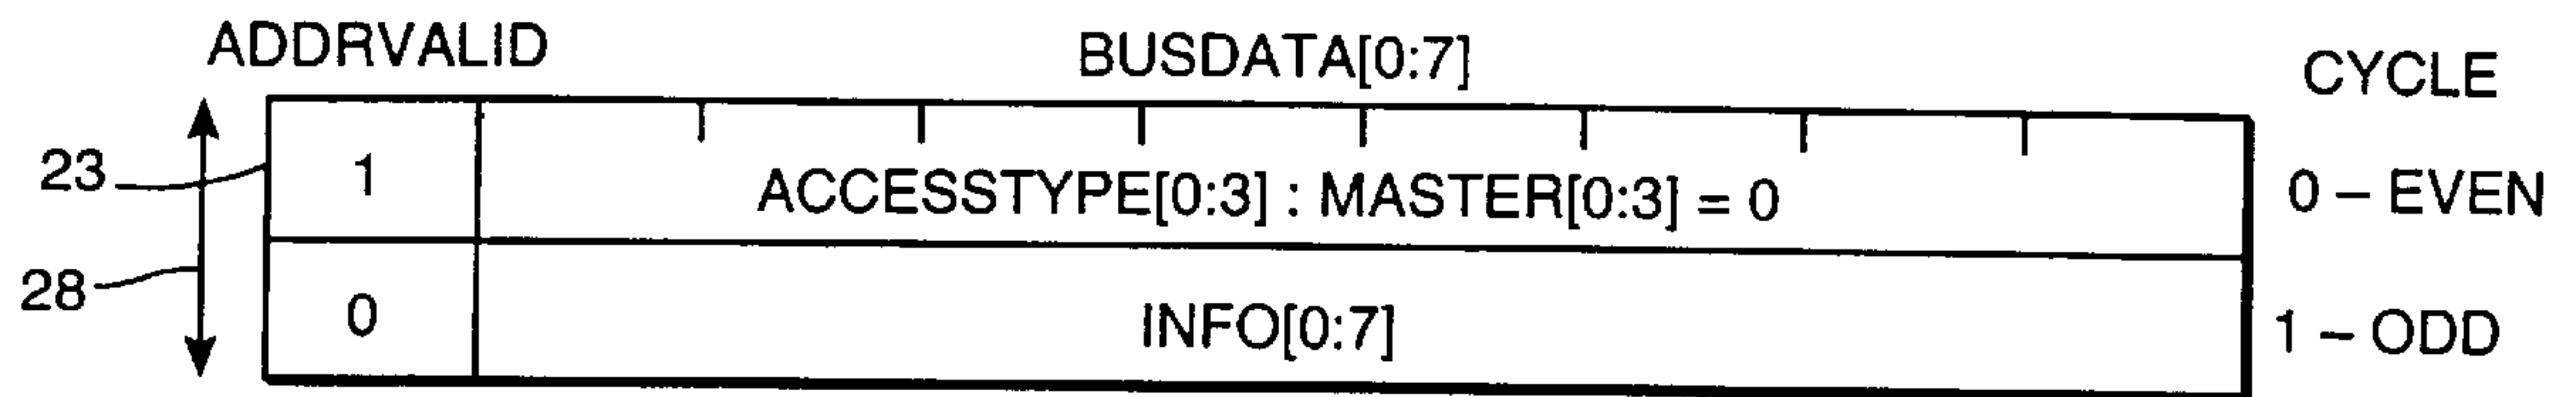 ADDRVALID BUSDATA[0:7] CYCLE
23 1 ACCESSTYPE[0:3] : MASTER[0:3] = 0 0 – EVEN
28 0 INFO[0:7] 1 – ODD